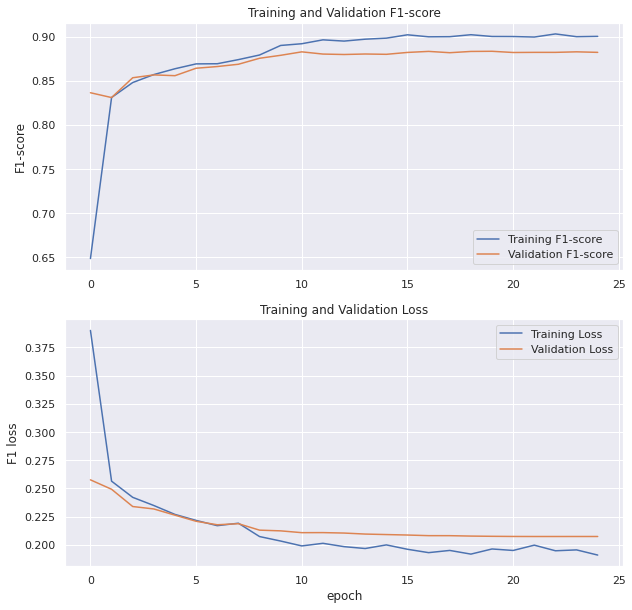 Training and Validation F1-score
0.90
0.85
0.80
0.75
0.70
0.65
F1-score
Training F1-score
Validation F1-score
0 5 10 15 20 25
Training and Validation Loss
0.375
0.350
0.325
0.300
0.275
0.250
0.225
0.200
F1 loss
Training Loss
Validation Loss
0 5 10 15 20 25
epoch